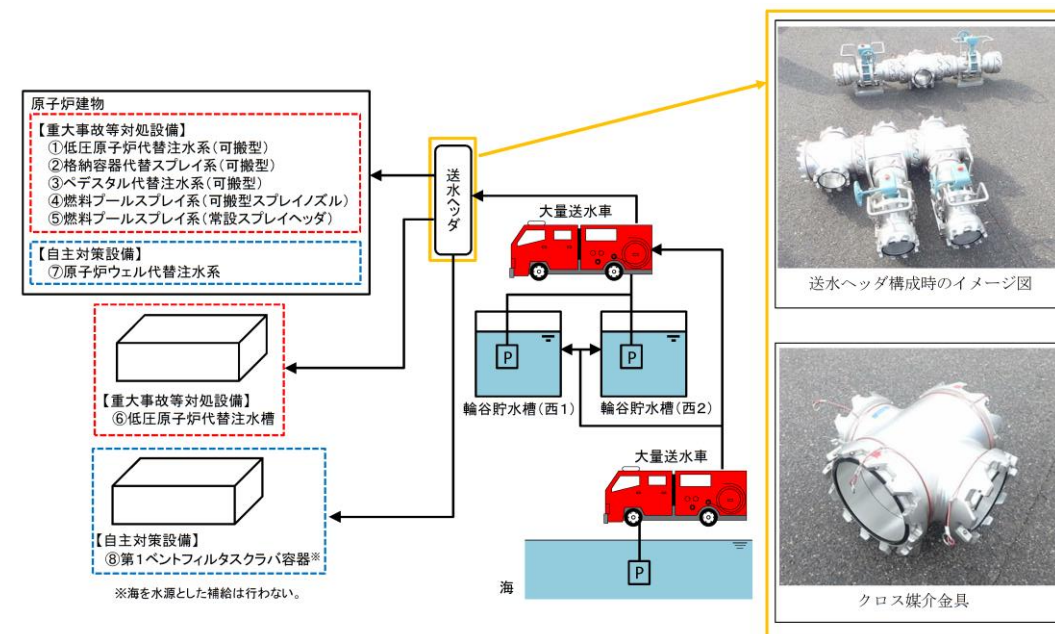 原子炉建物
【重大事故等対処設備】
①低圧原子炉代替注水系(可搬型)
②格納容器代替スプレイ系(可搬型)
③ペデスタル代替注水系(可搬型)
④燃料プールスプレイ系(可搬型スプレイノズル)
⑤燃料プールスプレイ系(常設スプレイヘッダ)
【自主対策設備】
⑦原子炉ウェル代替注水系
送水ヘッダ
大量送水車
P
P
輪谷貯水槽(西1)
輪谷貯水槽(西2)
【重大事故等対処設備】
⑥低圧原子炉代替注水槽
大量送水車
【自主対策設備】
⑧第1ベントフィルタスクラバ容器※
P
海
※海を水源とした補給は行わない。
送水ヘッダ構成時のイメージ図
クロス媒介金具